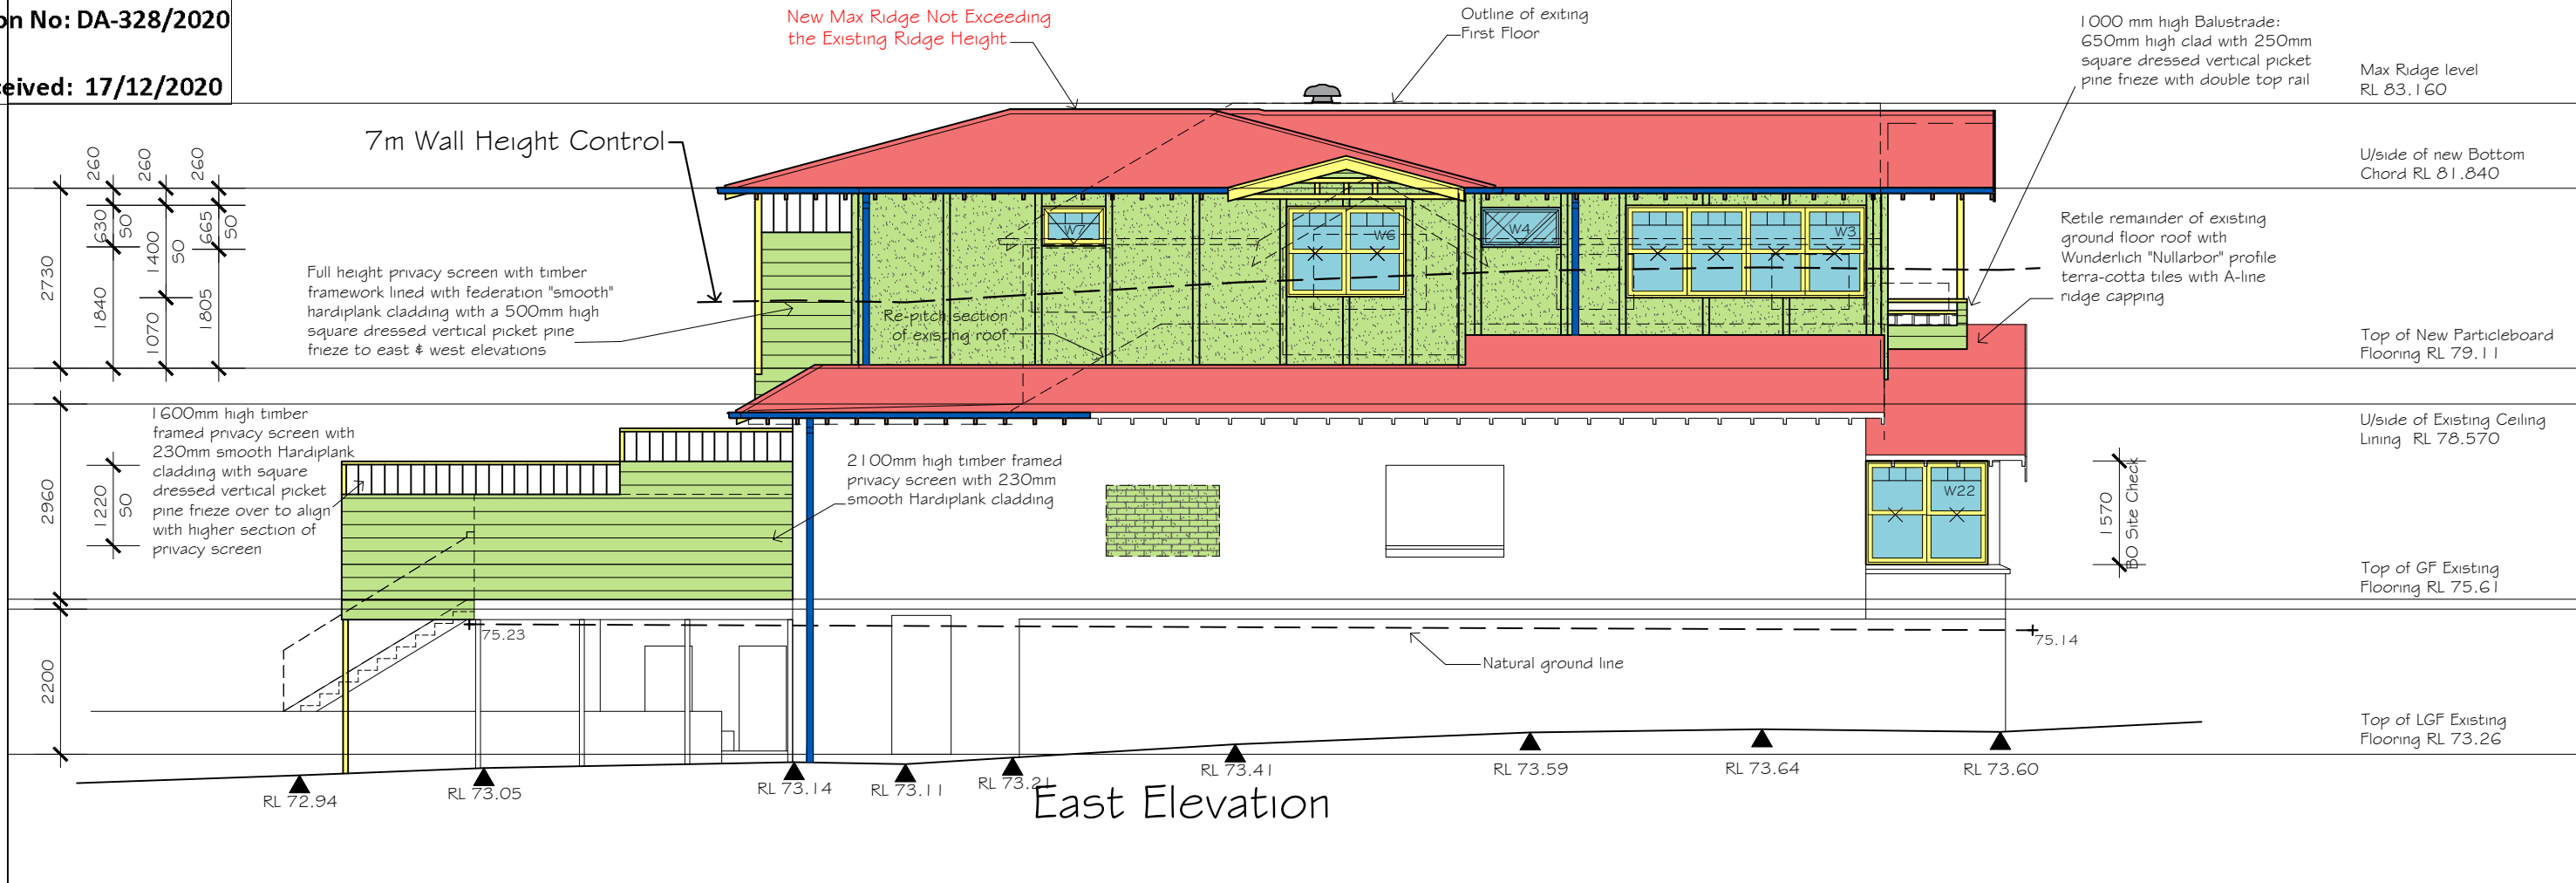 on No: DA-328/2020
ceived: 17/12/2020
New Max Ridge Not Exceeding
the Existing Ridge Height
Outline of exiting
First Floor
1000 mm high Balustrade:
650mm high clad with 250mm
square dressed vertical picket
pine frieze with double top rail
Max Ridge level
RL 83.160
7m Wall Height Control
U/side of new Bottom
Chord RL 81.840
260
260
260
630
50
1400
50
665
50
2730
1840
1070
1805
Full height privacy screen with timber
framework lined with federation "smooth"
hardiplank cladding with a 500mm high
square dressed vertical picket pine
frieze to east & west elevations
W7
W6
W4
W3
Re-pitch section
of existing roof
Retile remainder of existing
ground floor roof with
Wunderlich "Nullarbor" profile
terra-cotta tiles with A-line
ridge capping
Top of New Particleboard
Flooring RL 79.11
1600mm high timber
framed privacy screen with
230mm smooth Hardiplank
cladding with square
dressed vertical picket
pine frieze over to align
with higher section of
privacy screen
2100mm high timber framed
privacy screen with 230mm
smooth Hardiplank cladding
U/side of Existing Ceiling
Lining RL 78.570
2960
1220
50
W22
1570
BO Site Check
Top of GF Existing
Flooring RL 75.61
75.23
75.14
Natural ground line
2200
Top of LGF Existing
Flooring RL 73.26
RL 72.94
RL 73.05
RL 73.14
RL 73.11
RL 73.21
RL 73.41
RL 73.59
RL 73.64
RL 73.60
East Elevation